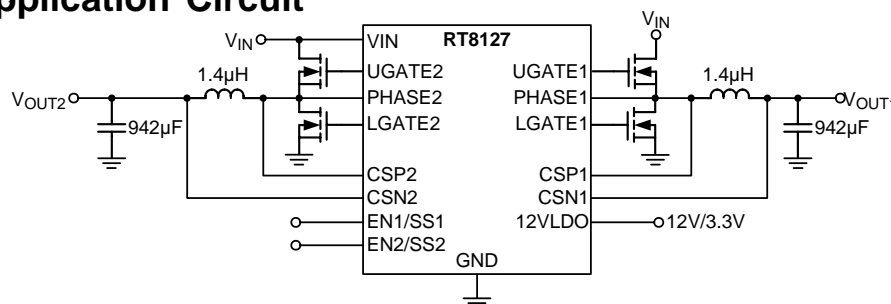 pplication Circuit
VIN
VIN RT8127 VIN
UGATE2 UGATE1
1.4µH 1.4µH
VOUT2 PHASE2 PHASE1 VOUT1
LGATE2 LGATE1
942µF 942µF
CSP2 CSP1
CSN2 CSN1
EN1/SS1 12VLDO 12V/3.3V
EN2/SS2
GND